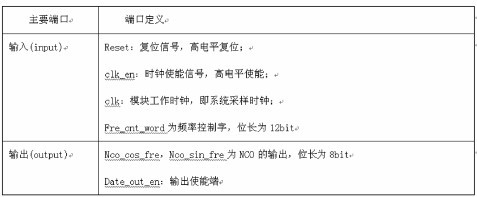 主要端口
端口定义
输入(input)
Reset：复位信号，高电平复位；
clk_en：时钟使能信号，高电平使能；
clk：模块工作时钟，即系统采样时钟；
Fre_cnt_word 为频率控制字，位长为 12bit
输出(output)
Nco_cos_fre，Nco_sin_fre 为 NCO 的输出，位长为 8bit
Date_out_en：输出使能端